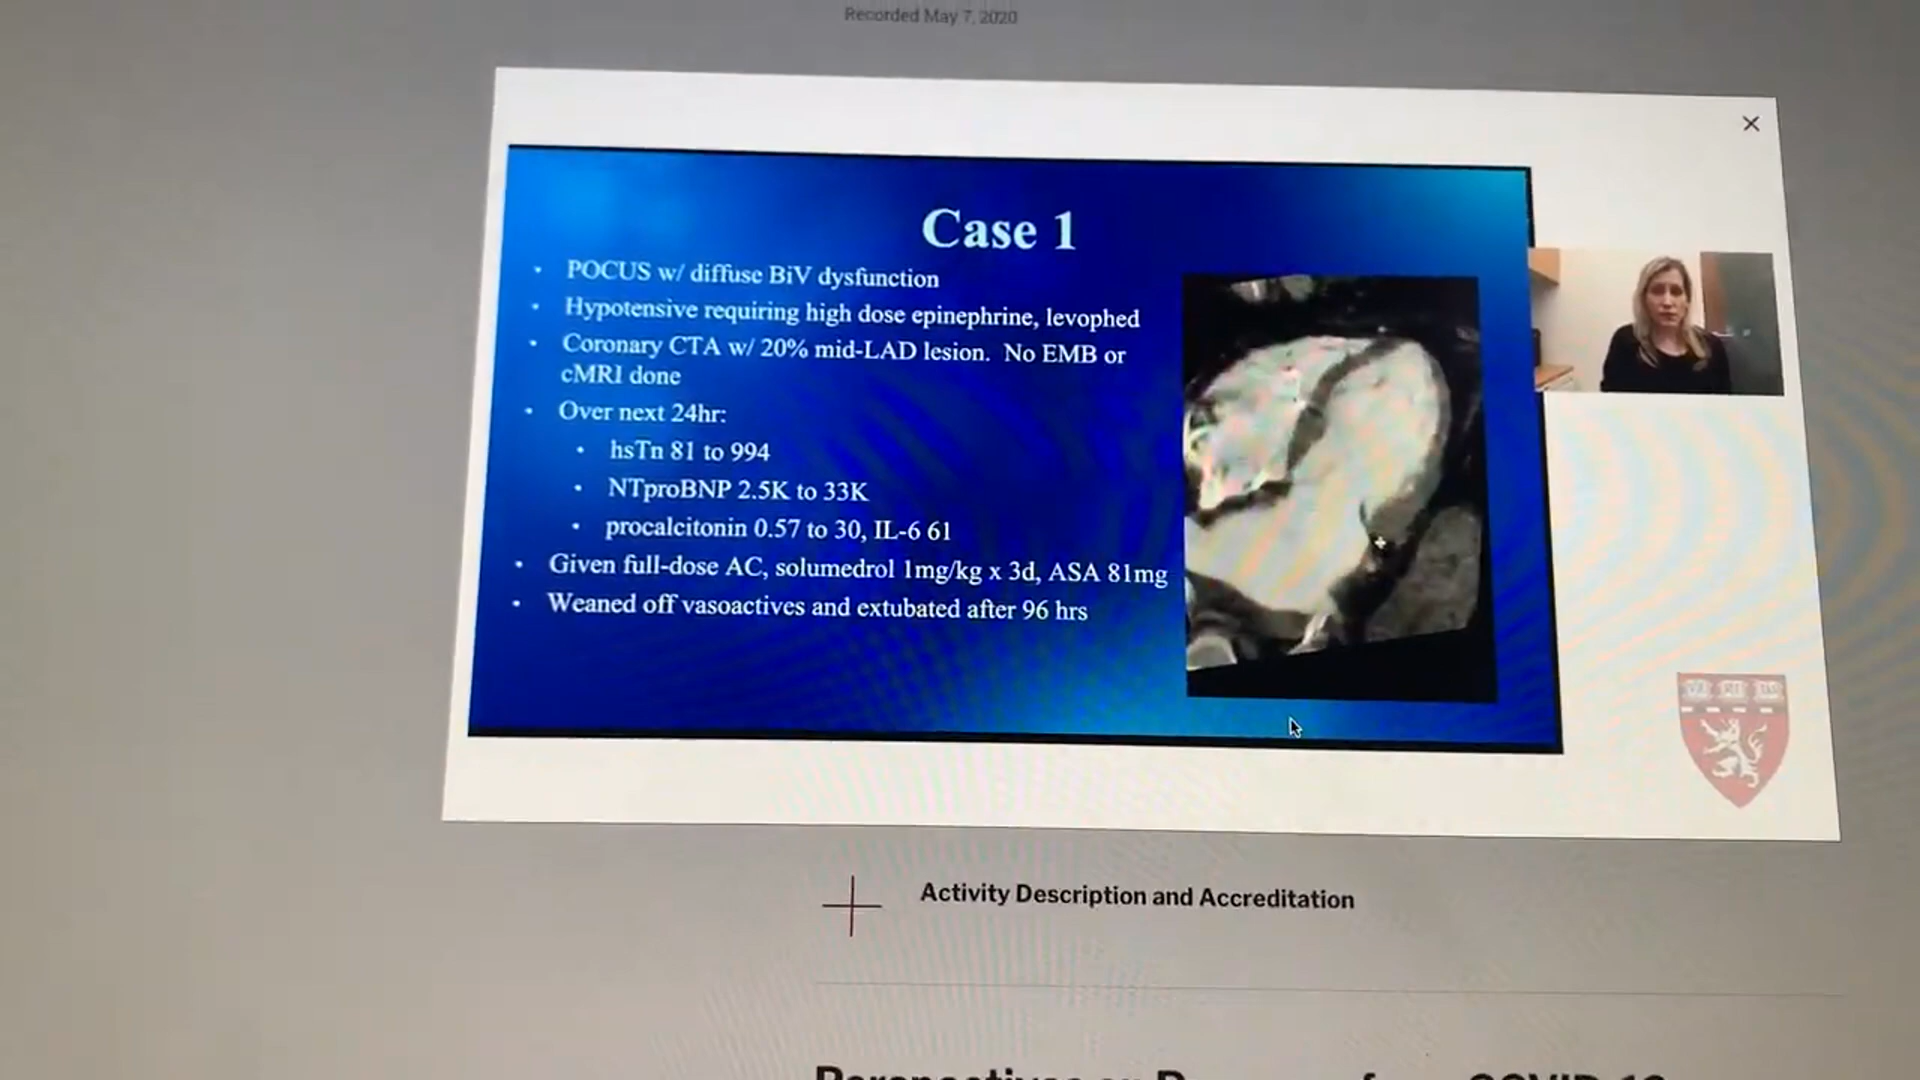 Recorded May 7, 2020
Case 1
• POCUS w/ diffuse BiV dysfunction
• Hypotensive requiring high dose epinephrine, levophed
• Coronary CTA w/ 20% mid-LAD lesion. No EMB or
cMRI done
• Over next 24hr:
• hsTn 81 to 994
• NTproBNP 2.5K to 33K
• procalcitonin 0.57 to 30, IL-6 61
• Given full-dose AC, solumedrol 1mg/kg x 3d, ASA 81mg
• Weaned off vasoactives and extubated after 96 hrs
Activity Description and Accreditation